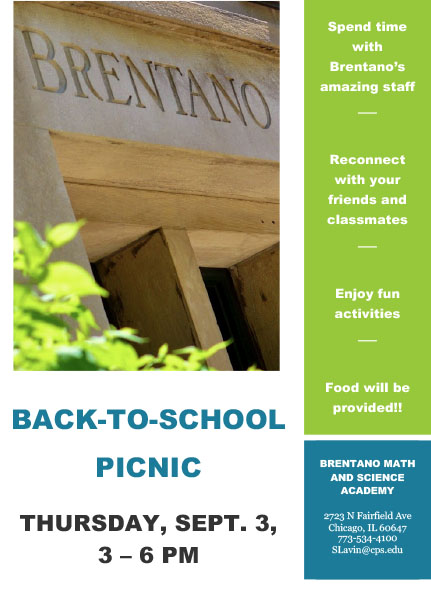 BRENTANO
BACK-TO-SCHOOL
PICNIC
THURSDAY, SEPT. 3,
3 – 6 PM
Spend time
with
Brentano’s
amazing staff
Reconnect
with your
friends and
classmates
Enjoy fun
activities
Food will be
provided!!
BRENTANO MATH
AND SCIENCE
ACADEMY
2723 N Fairfield Ave
Chicago, IL 60647
773-534-4100
SLavin@cps.edu